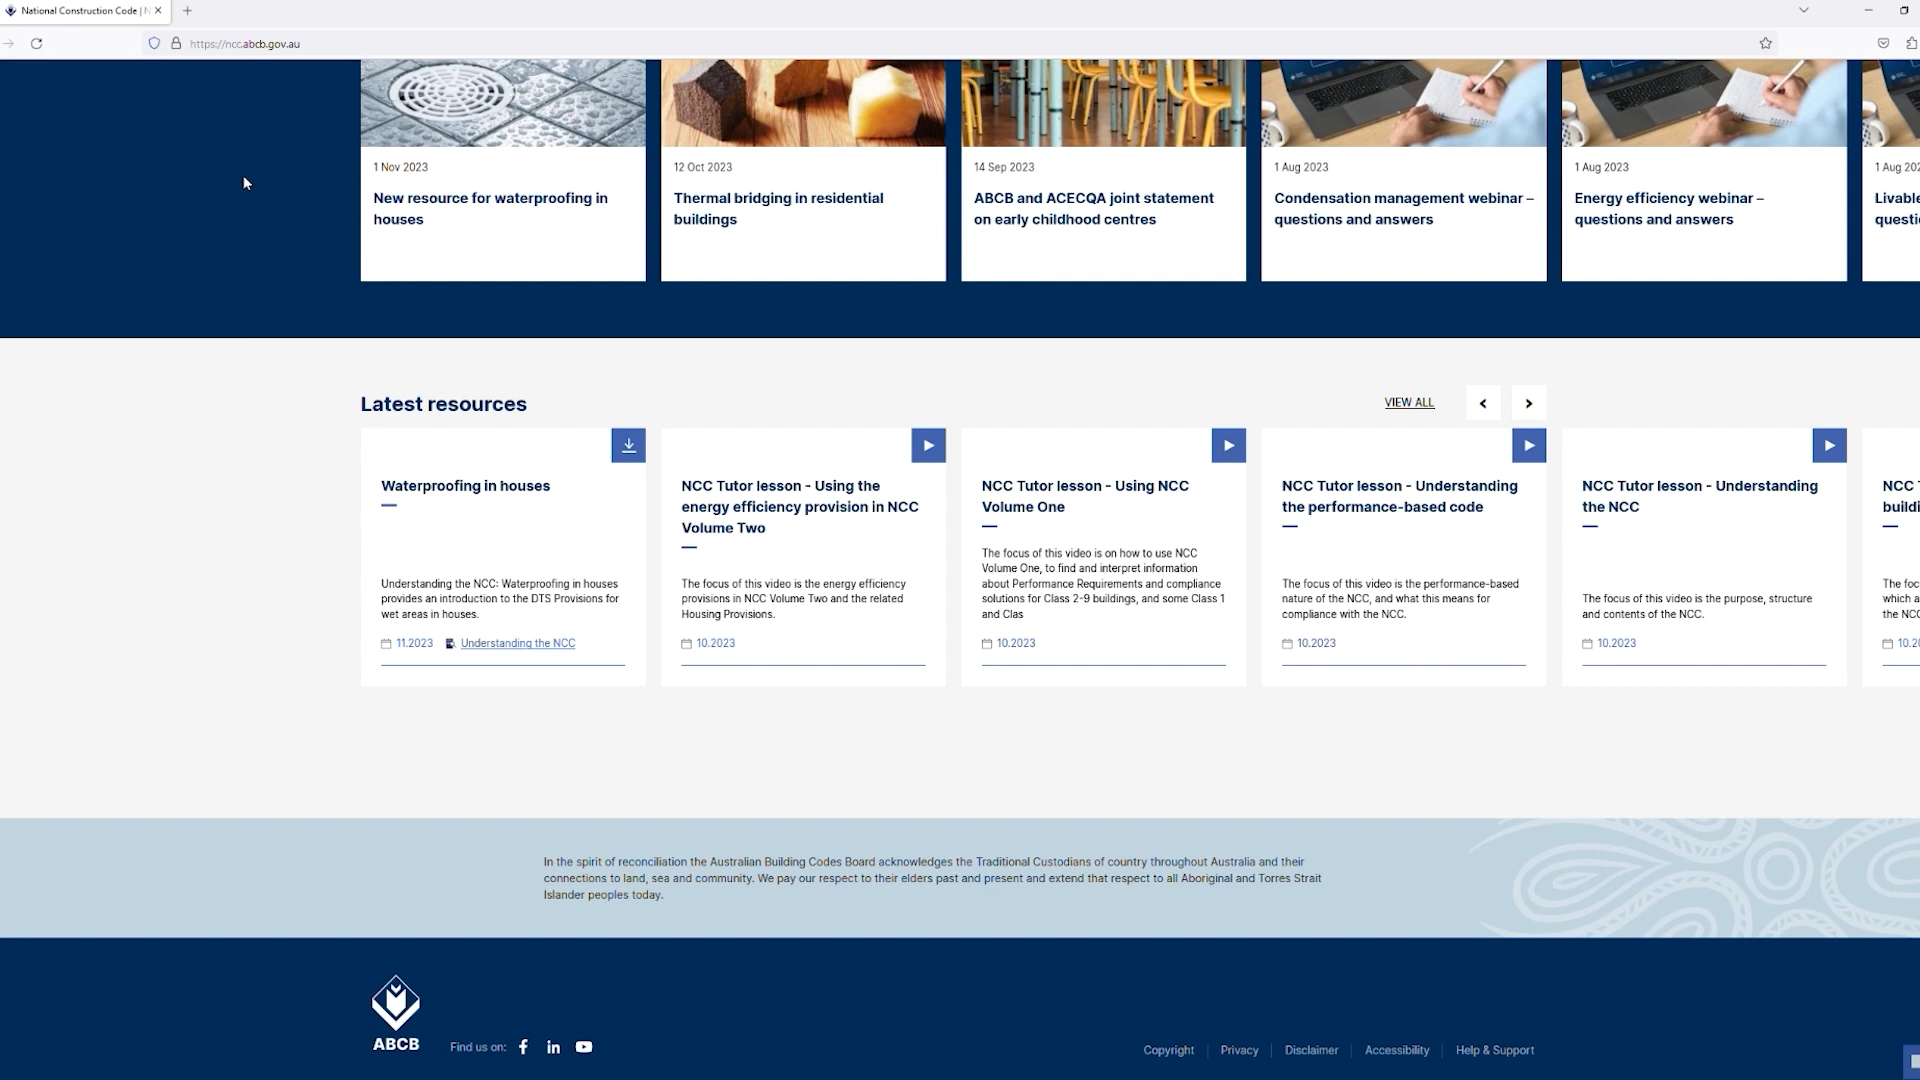 National Construction Code |
https://ncc.abcb.gov.au
1 Nov 2023
New resource for waterproofing in
houses
12 Oct 2023
Thermal bridging in residential
buildings
14 Sep 2023
ABCB and ACECQA joint statement
on early childhood centres
1 Aug 2023
Condensation management webinar –
questions and answers
1 Aug 2023
Energy efficiency webinar –
questions and answers
1 Aug
Latest resources
VIEW ALL
Waterproofing in houses
Understanding the NCC: Waterproofing in houses
provides an introduction to the DTS Provisions for
wet areas in houses.
11.2023 Understanding the NCC
NCC Tutor lesson - Using the
energy efficiency provision in NCC
Volume Two
The focus of this video is the energy efficiency
provisions in NCC Volume Two and the related
Housing Provisions.
10.2023
NCC Tutor lesson - Using NCC
Volume One
The focus of this video is on how to use NCC
Volume One, to find and interpret information
about Performance Requirements and compliance
solutions for Class 2-9 buildings, and some Class 1
and Clas
10.2023
NCC Tutor lesson - Understanding
the performance-based code
The focus of this video is the performance-based
nature of the NCC, and what this means for
compliance with the NCC.
10.2023
NCC Tutor lesson - Understanding
the NCC
The focus of this video is the purpose, structure
and contents of the NCC.
10.2023
NCC
The
which
the
In the spirit of reconciliation the Australian Building Codes Board acknowledges the Traditional Custodians of country throughout Australia and their
connections to land, sea and community. We pay our respect to their elders past and present and extend that respect to all Aboriginal and Torres Strait
Islander peoples today.
ABCB
Find us on:
Copyright
Privacy
Disclaimer
Accessibility
Help & Support